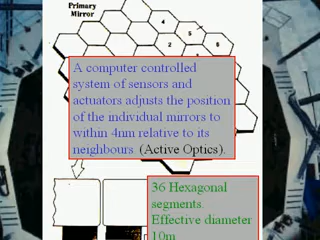 Primary
Mirror
4
2
5
6
A computer controlled
system of sensors and
actuators adjusts the position
of the individual mirrors to
within 4nm relative to its
neighbours. (Active Optics).
36 Hexagonal
segments.
Effective diameter
10m